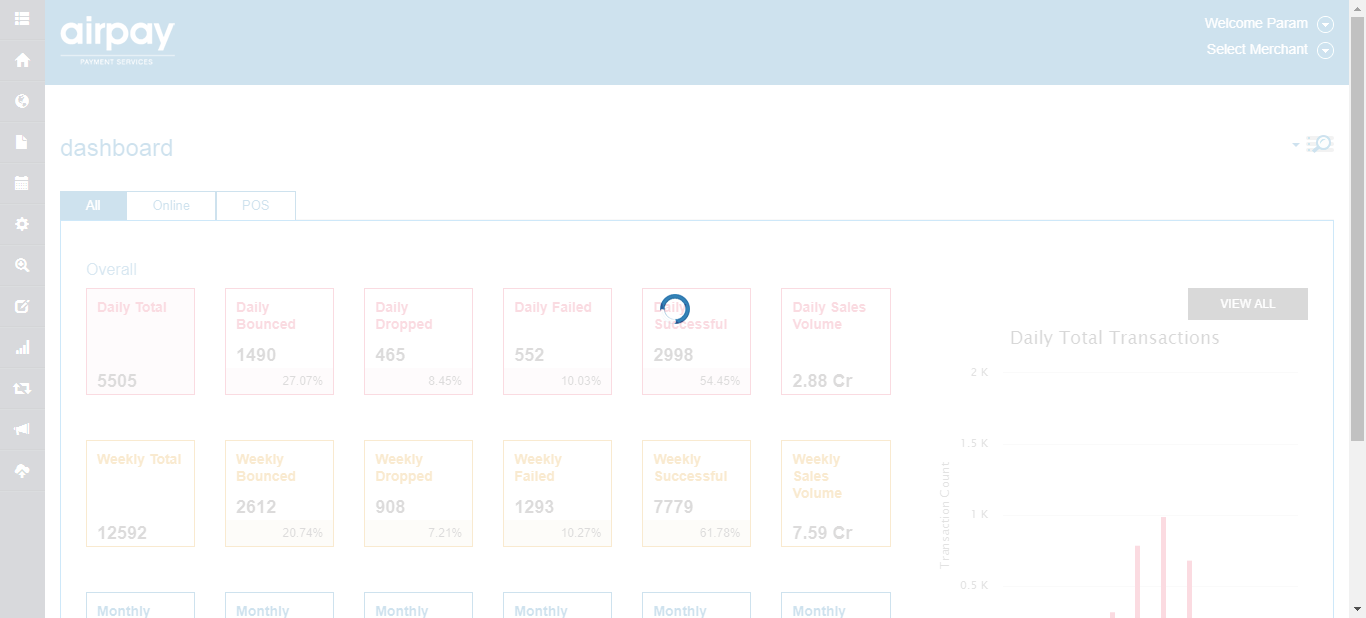 airpay
PAYMENT SERVICES
Welcome Param
Select Merchant
dashboard
All
Online
POS
Overall
Daily Total
5505
Daily
Bounced
1490
27.07%
Daily
Dropped
465
8.45%
Daily Failed
552
10.03%
Daily
Successful
2998
54.45%
Daily Sales
Volume
2.88 Cr
VIEW ALL
Daily Total Transactions
2 K
1.5 K
1 K
0.5 K
Transaction Count
Weekly Total
12592
Weekly
Bounced
2612
20.74%
Weekly
Dropped
908
7.21%
Weekly
Failed
1293
10.27%
Weekly
Successful
7779
61.78%
Weekly
Sales
Volume
7.59 Cr
Monthly
Monthly
Monthly
Monthly
Monthly
Monthly